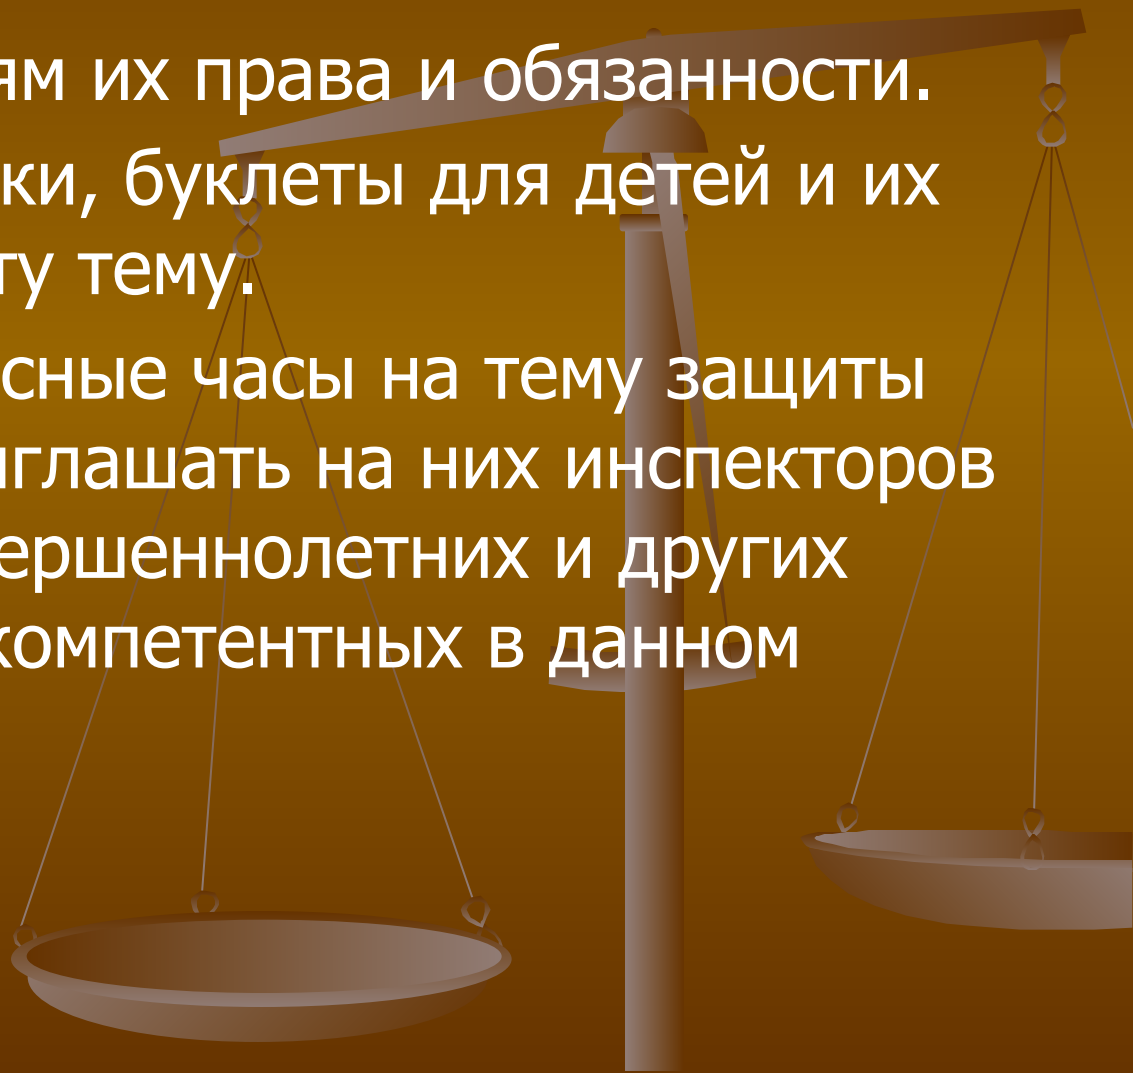 ям их права и обязанности.
ки, буклеты для детей и их
ту тему.
сные часы на тему защиты
иглашать на них инспекторов
ершеннолетних и других
компетентных в данном